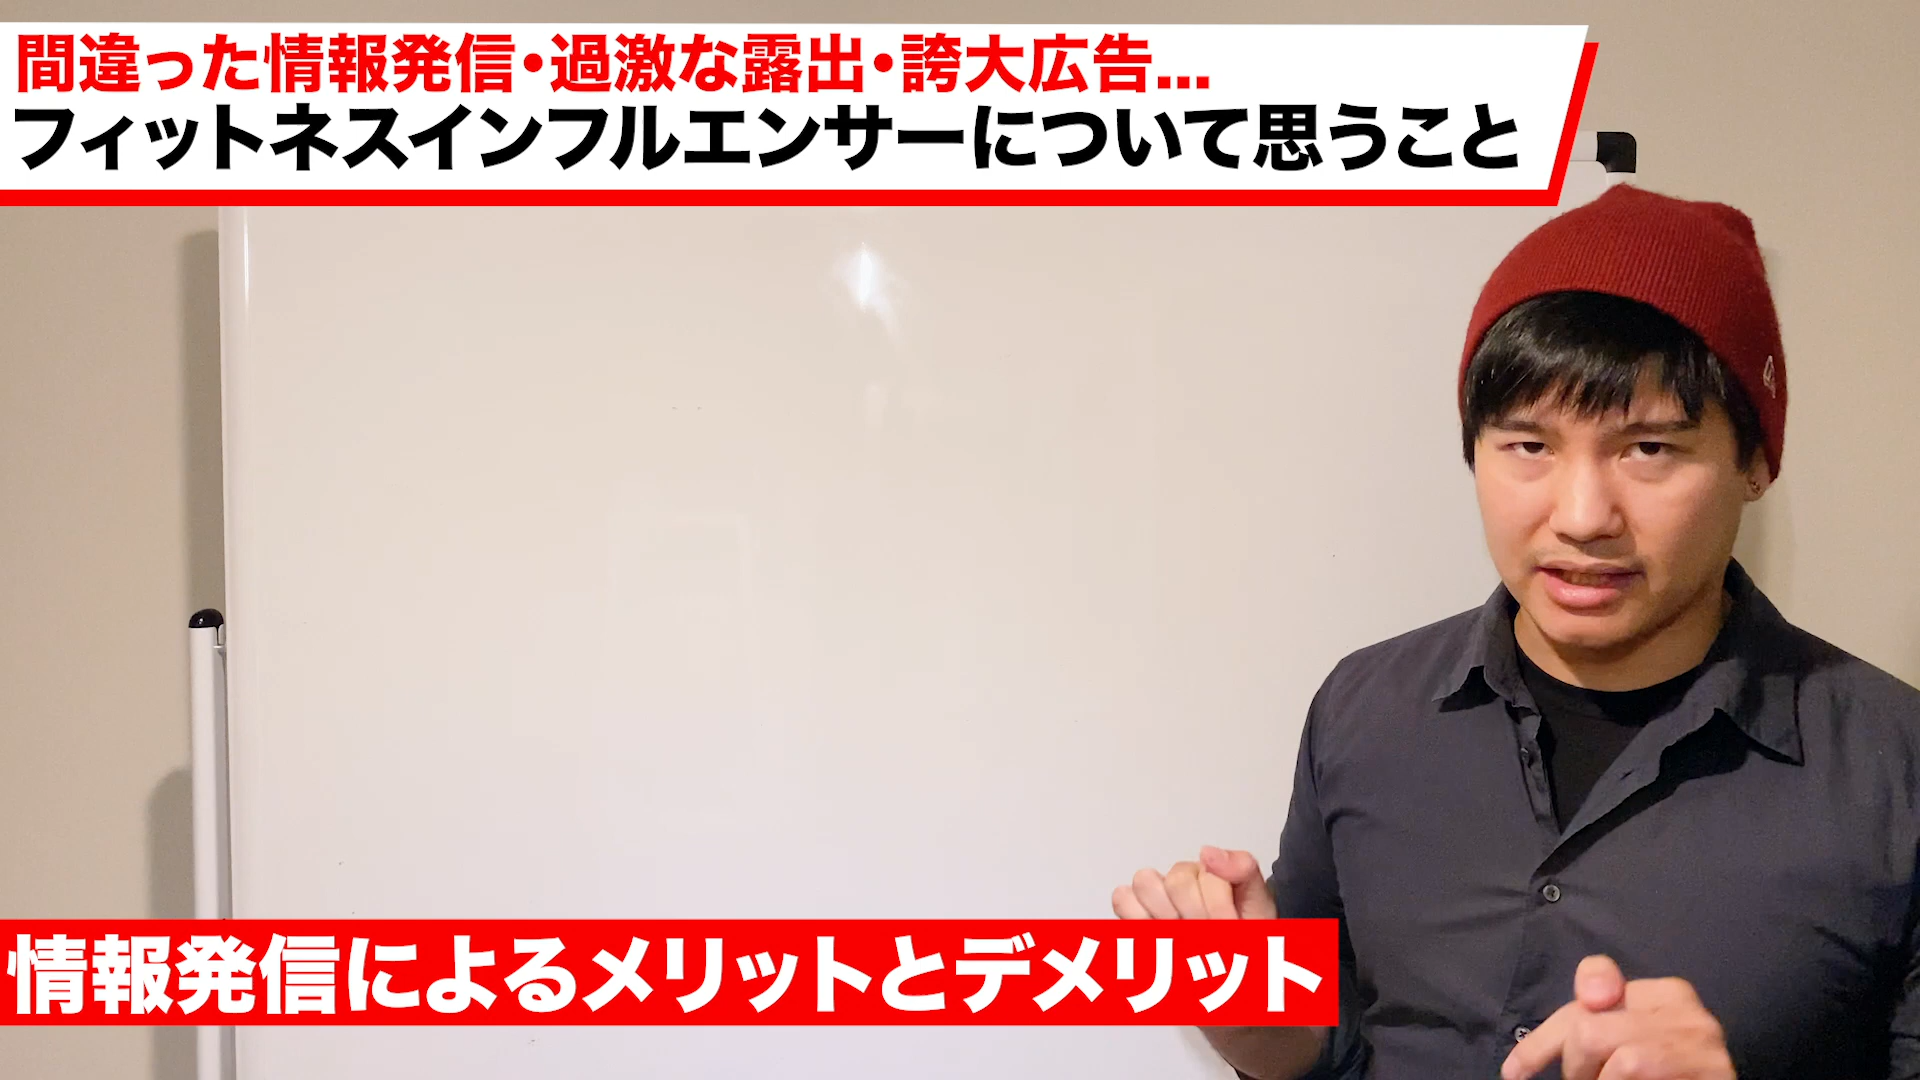 間違った情報発信・過激な露出・誇大広告...
フィットネスインフルエンサーについて思うこと
情報発信によるメリットとデメリット